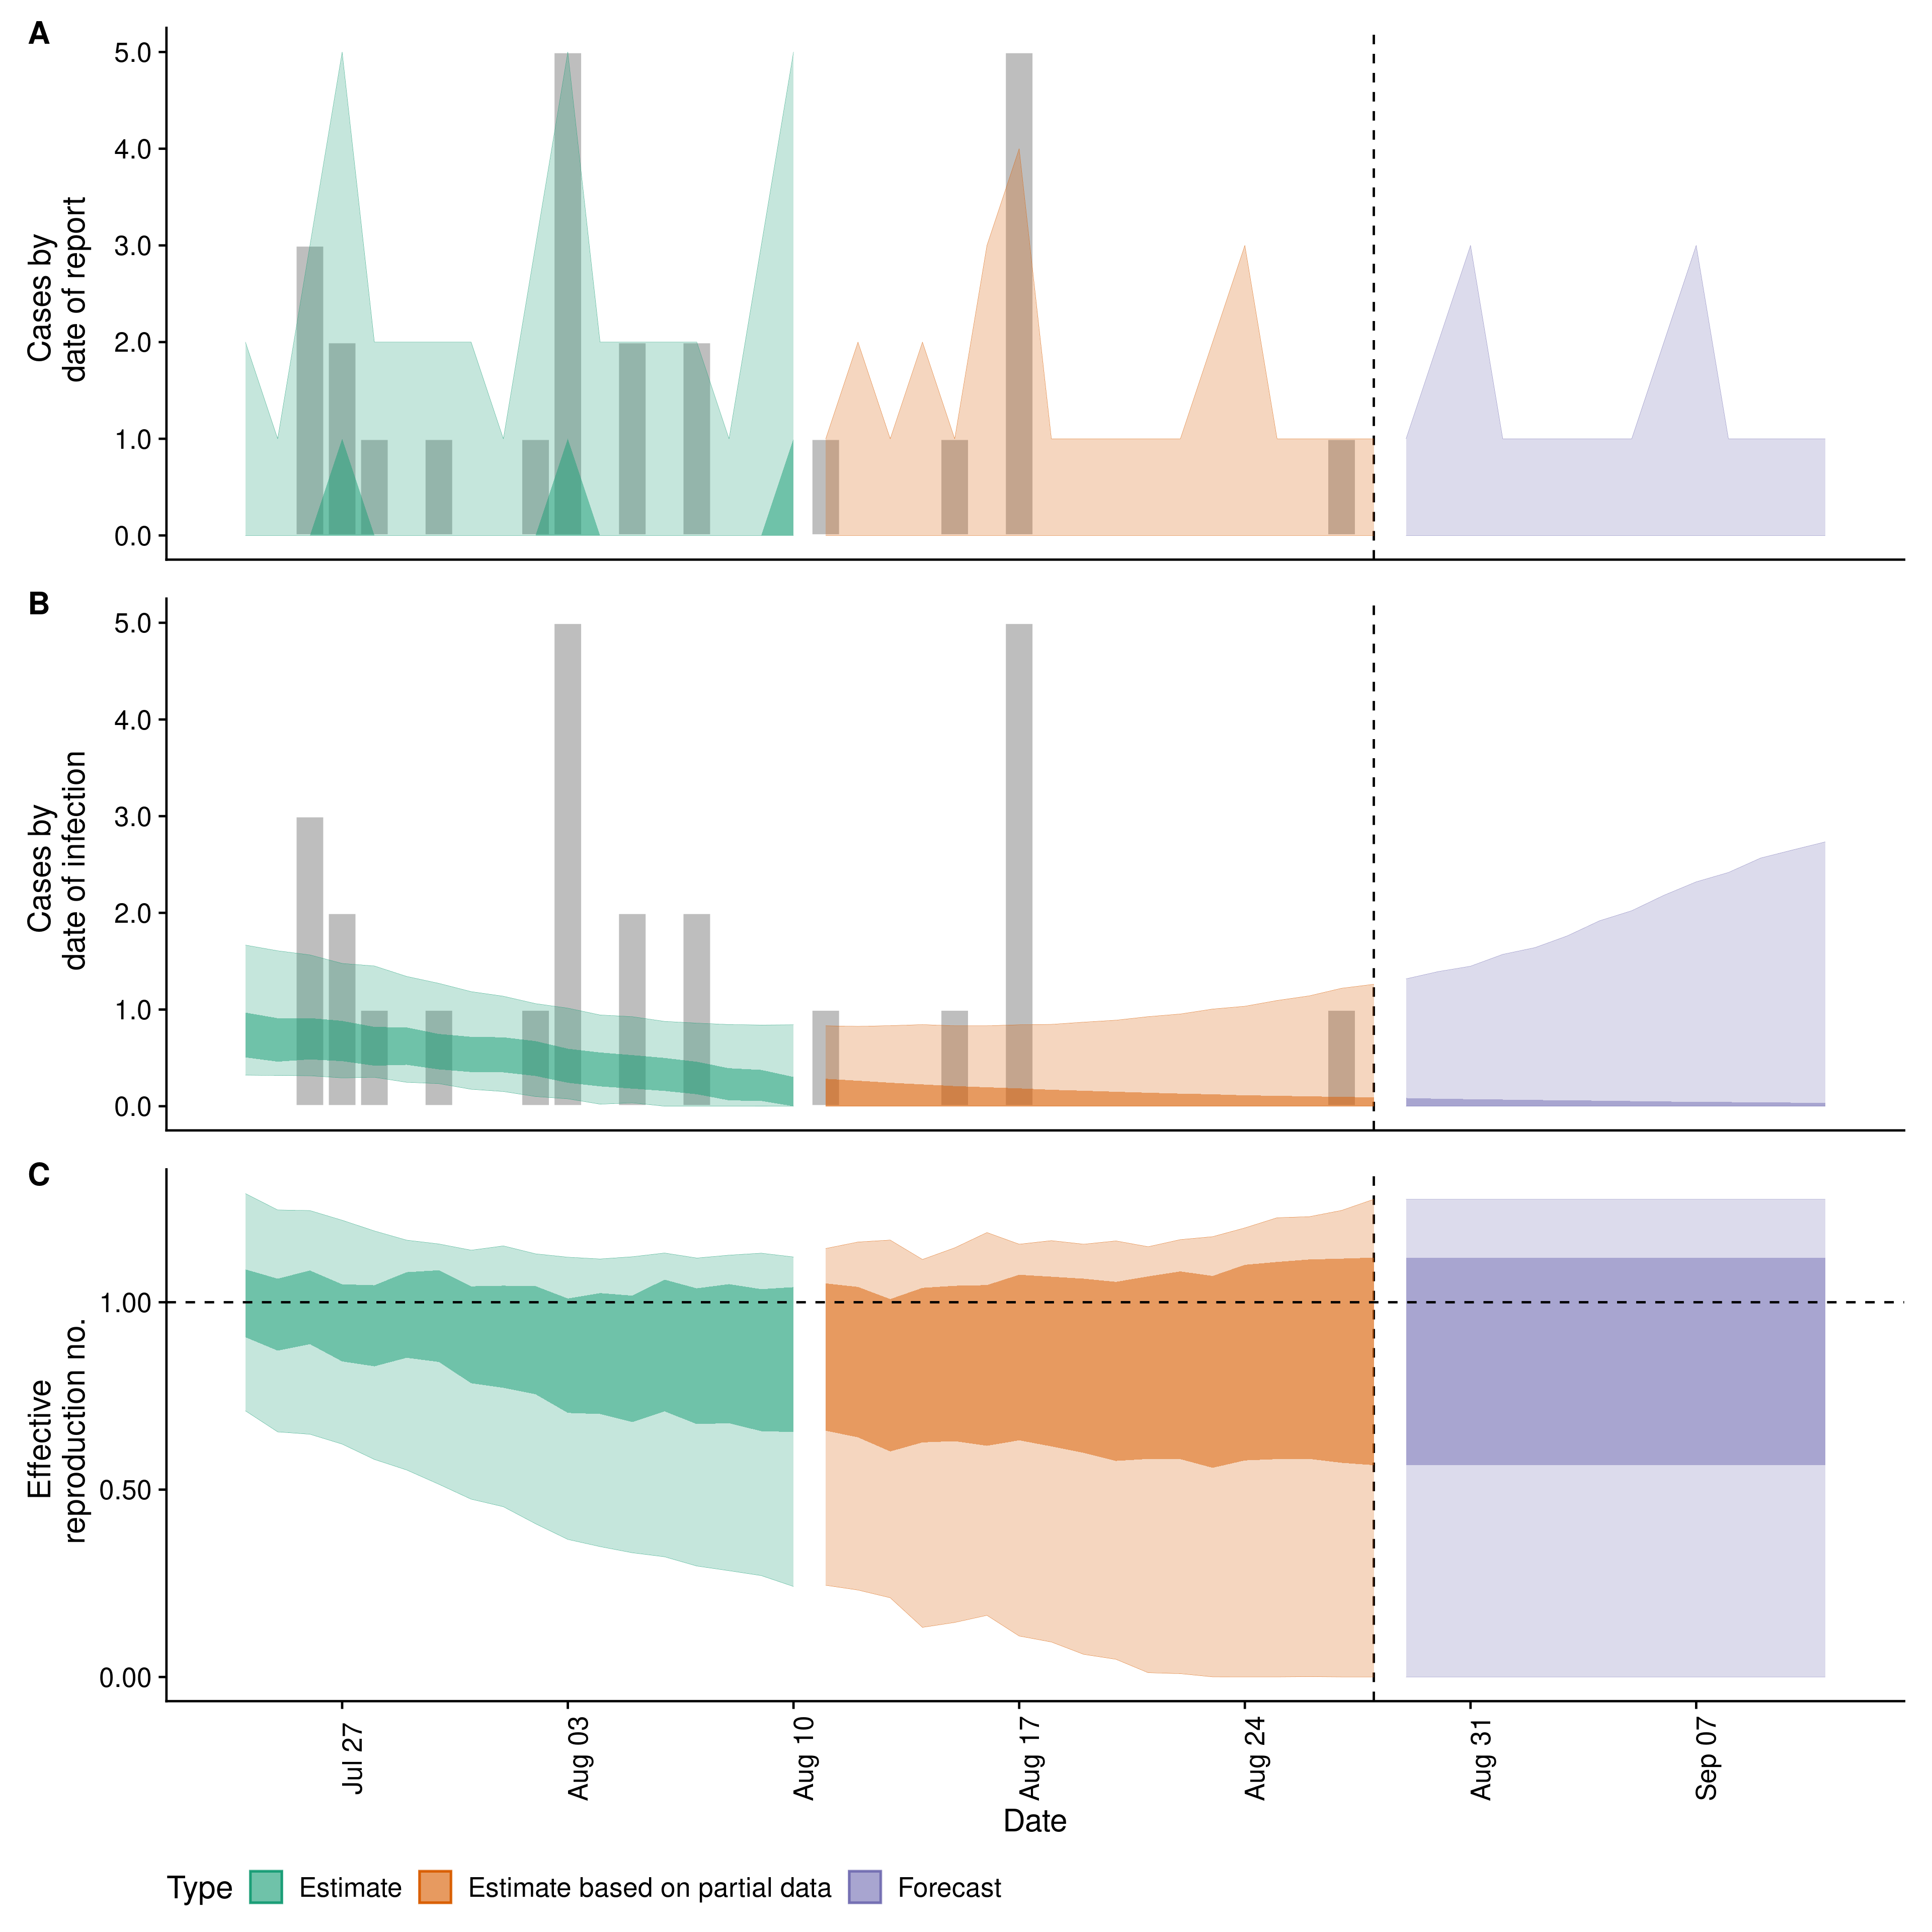 A
5.0
4.0
3.0
2.0
1.0
0.0
Cases by
date of report
B
5.0
4.0
3.0
2.0
1.0
0.0
Cases by
date of infection
C
1.00
0.50
0.00
Effective
reproduction no.
Jul 27
Aug 03
Aug 10
Aug 17
Aug 24
Aug 31
Sep 07
Date
Type Estimate Estimate based on partial data Forecast